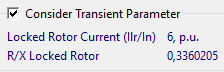 Consider Transient Parameter
Locked Rotor Current (Ilr/In) 6, p.u.
R/X Locked Rotor 0,3360205